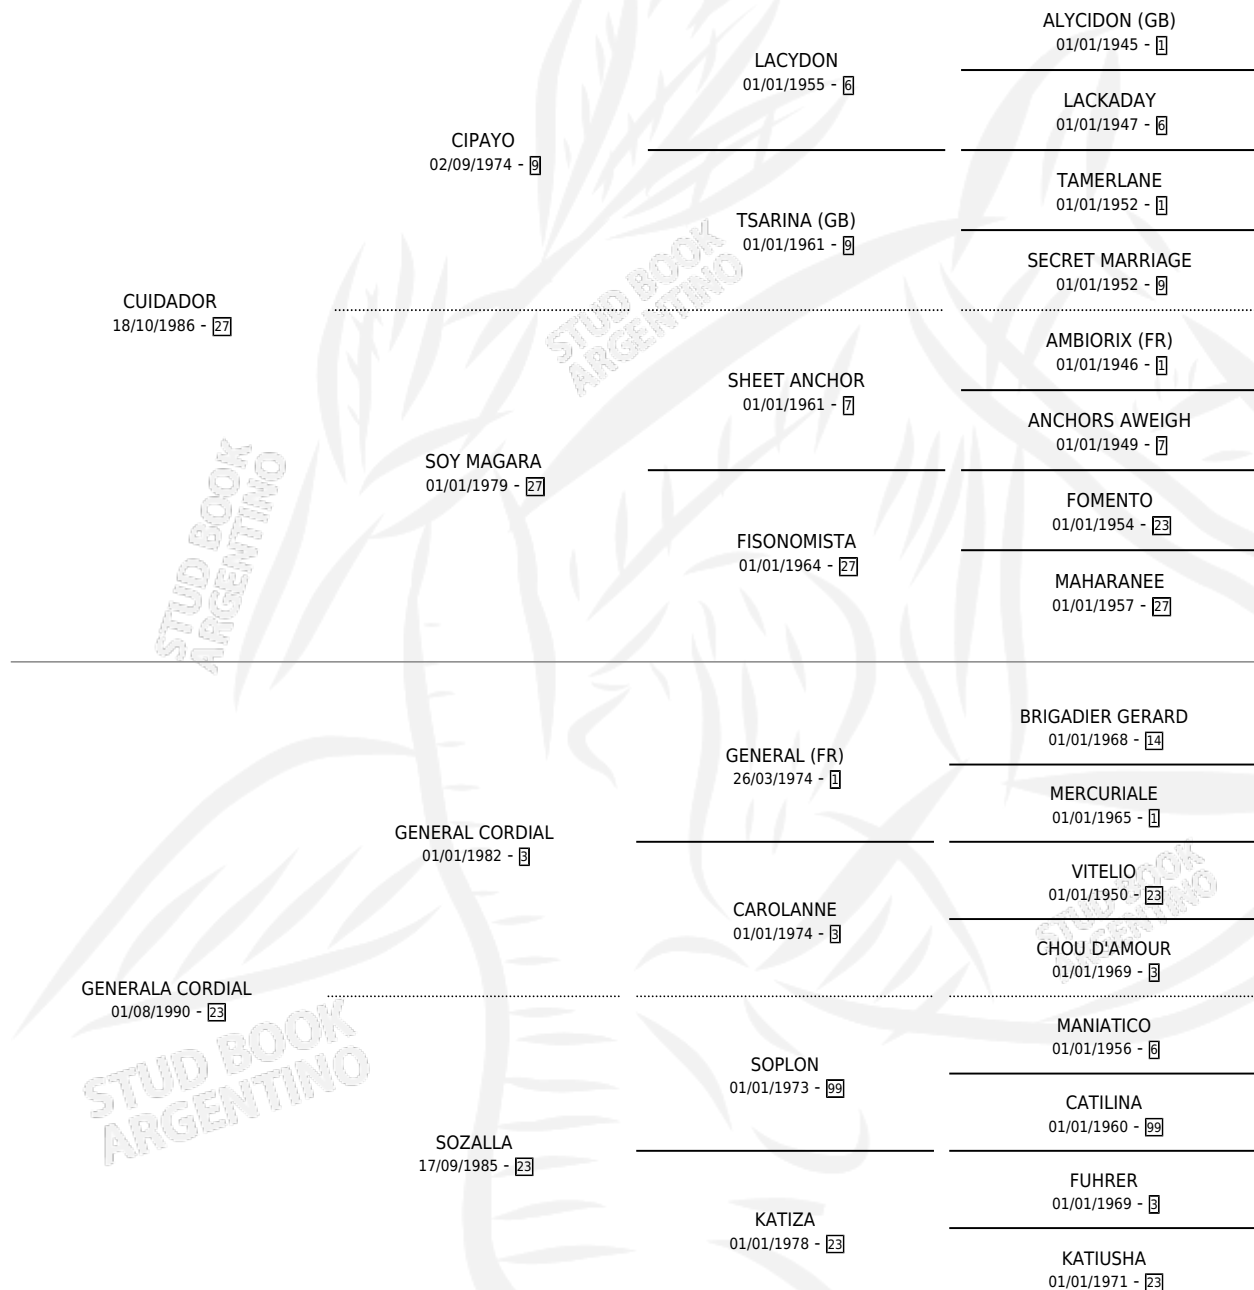 ALYCIDON (GB)
01/01/1945 - 1
LACYDON
01/01/1955 - 6
LACKADAY
01/01/1947 - 6
CIPAYO
02/09/1974 - 9
TAMERLANE
01/01/1952 - 1
TSARINA (GB)
01/01/1961 - 9
SECRET MARRIAGE
01/01/1952 - 9
CUIDADOR
18/10/1986 - 27
AMBIORIX (FR)
01/01/1946 - 1
SHEET ANCHOR
01/01/1961 - 7
ANCHORS AWEIGH
01/01/1949 - 7
SOY MAGARA
01/01/1979 - 27
FOMENTO
01/01/1954 - 23
FISONOMISTA
01/01/1964 - 27
MAHARANEE
01/01/1957 - 27
STUD BOOK
ARGENTINO
STUD BOOK
ARGENTINO
BRIGADIER GERARD
01/01/1968 - 14
GENERAL (FR)
26/03/1974 - 1
MERCURIALE
01/01/1965 - 1
GENERAL CORDIAL
01/01/1982 - 3
VITELIO
01/01/1950 - 23
CAROLANNE
01/01/1974 - 3
CHOU D'AMOUR
01/01/1969 - 3
GENERALA CORDIAL
01/08/1990 - 23
MANIATICO
01/01/1956 - 6
SOPLON
01/01/1973 - 99
CATILINA
01/01/1960 - 99
SOZALLA
17/09/1985 - 23
FUHRER
01/01/1969 - 3
KATIZA
01/01/1978 - 23
KATIUSHA
01/01/1971 - 23
STUD BOOK
ARGENTINO
STUD BOOK
ARGENTINO